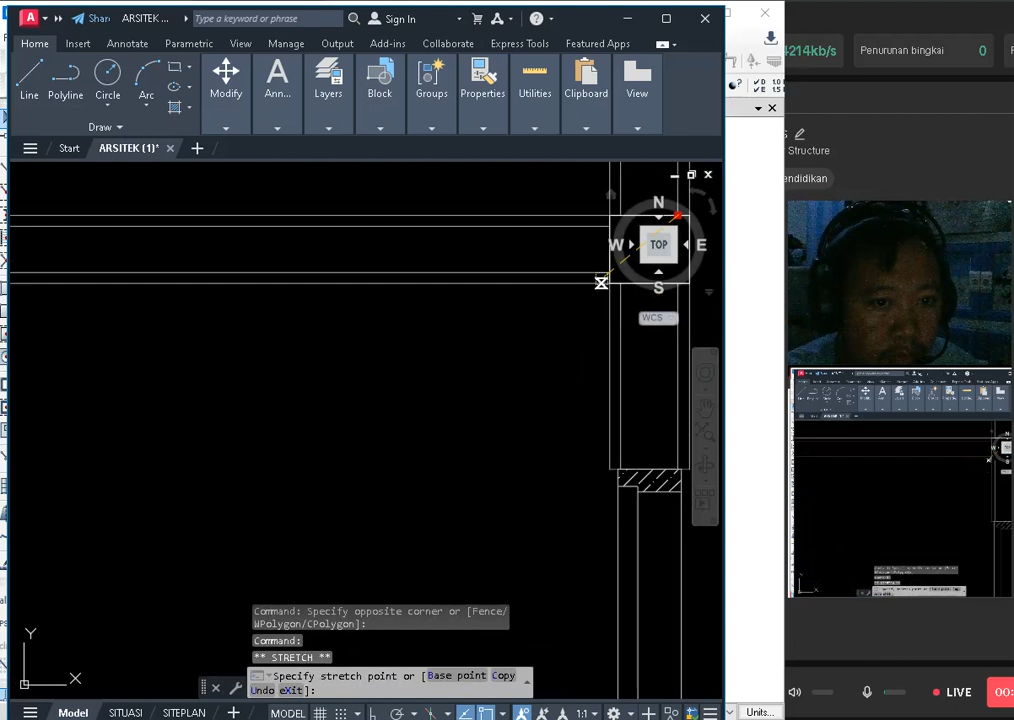 Share
ARSITEK ...
Type a keyword or phrase
Sign In
Home Insert Annotate Parametric View Manage Output Add-ins Collaborate Express Tools Featured Apps
Line Polyline Circle Arc
Modify
Ann...
Layers
Block
Groups
Properties
Utilities
Clipboard
View
Draw
Start
ARSITEK (1)*
N
W TOP E
S
WCS
Command: Specify opposite corner or [Fence/
WPolygon/CPolygon]:
Command:
** STRETCH **
Specify stretch point or [Base point Copy
Undo eXit]:
Y
X
Model SITUASI SITEPLAN
MODEL
1:1
Units...
4214kb/s
Penurunan bingkai
0
Structure
endidikan
LIVE
00: